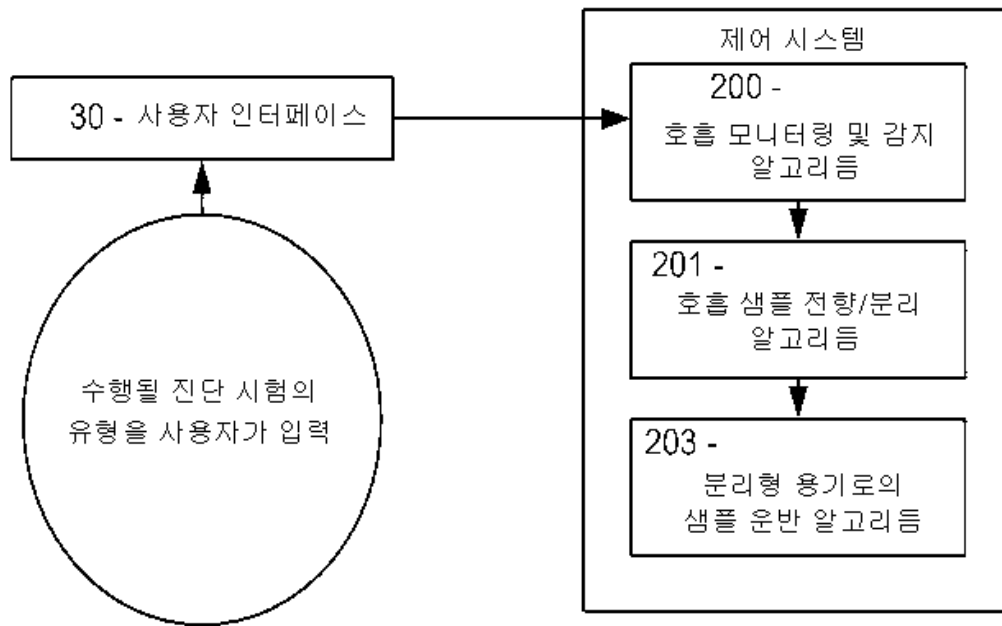 제어 시스템
30 - 사용자 인터페이스
200 -
호흡 모니터링 및 감지
알고리듬
201 -
호흡 샘플 전향/분리
알고리듬
203 -
분리형 용기로의
샘플 운반 알고리듬
수행될 진단 시험의
유형을 사용자가 입력